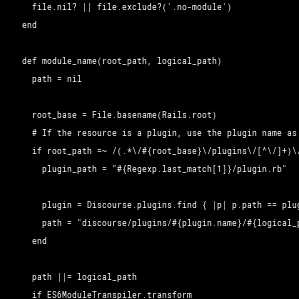 file.nil? || file.exclude?('.no-module')
end
def module_name(root_path, logical_path)
path = nil
root_base = File.basename(Rails.root)
# If the resource is a plugin, use the plugin name as
if root_path =~ /(.*\/#{root_base}\/plugins\/[^\/]+)\/
plugin_path = "#{Regexp.last_match[1]}/plugin.rb"
plugin = Discourse.plugins.find { |p| p.path == plug
path = "discourse/plugins/#{plugin.name}/#{logical_p
end
path ||= logical_path
if ES6ModuleTranspiler.transform